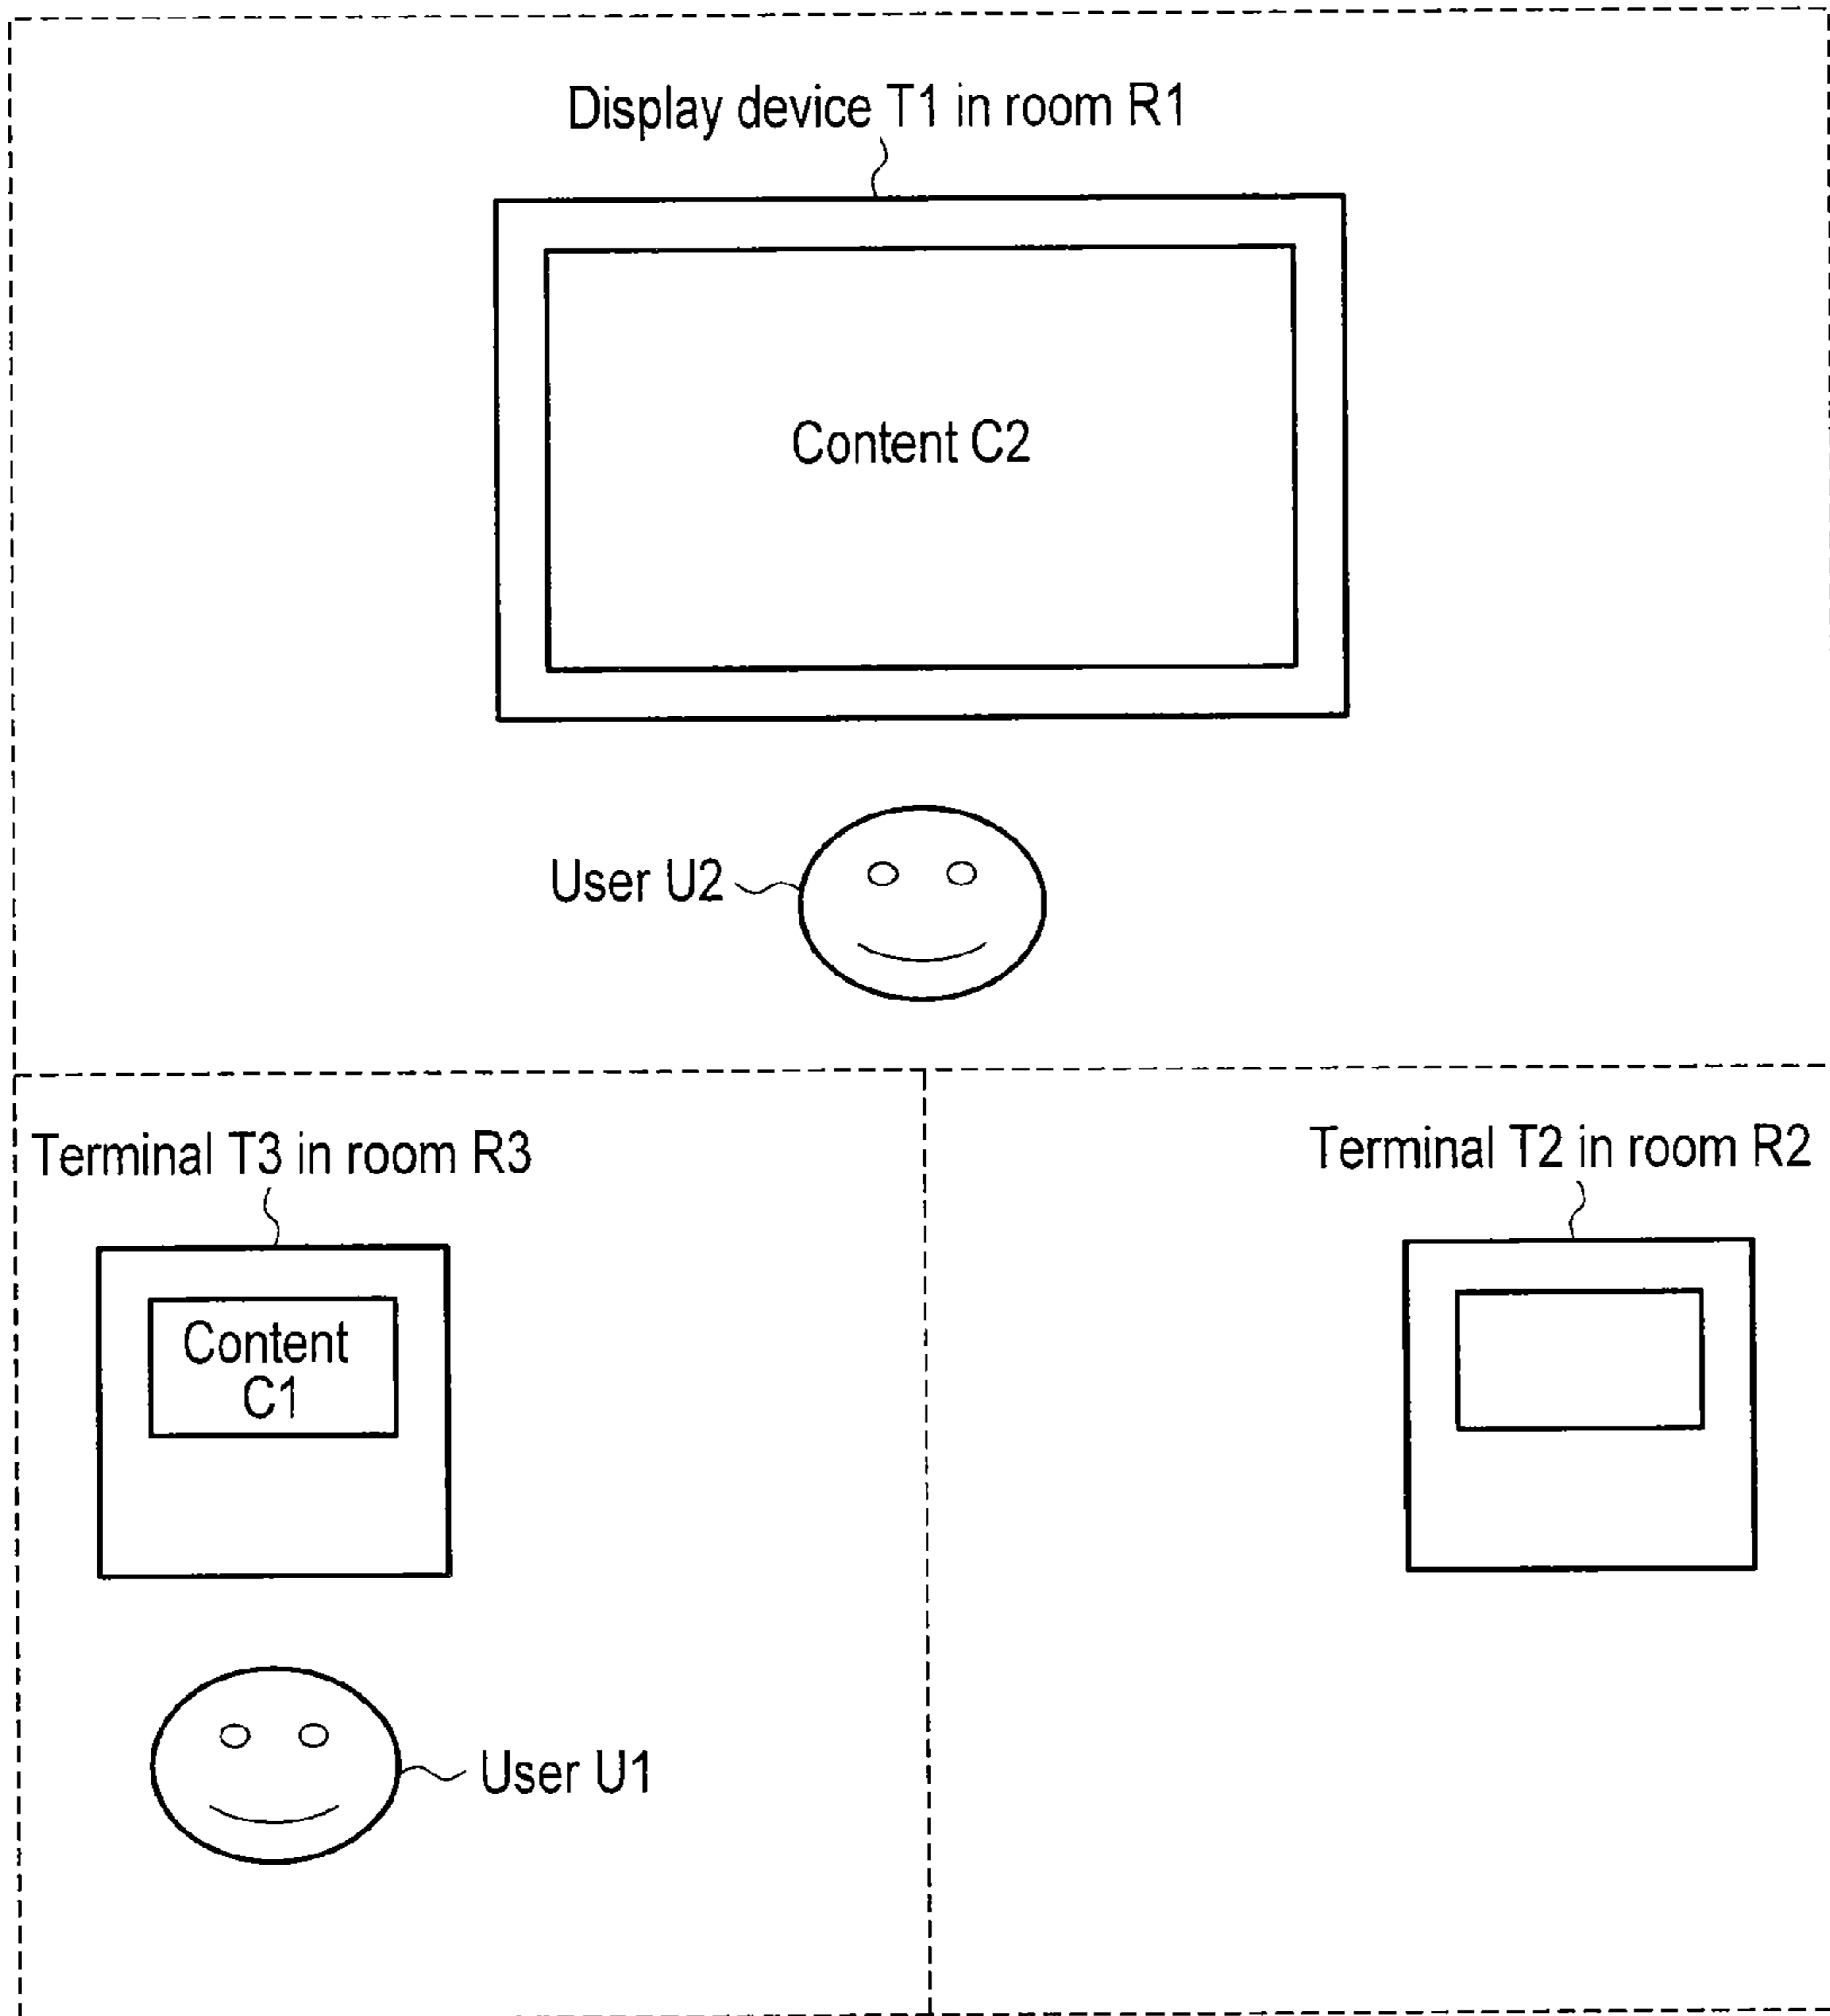 Display device T1 in room R1
Content C2
User U2
Terminal T3 in room R3
Terminal T2 in room R2
Content
C1
User U1